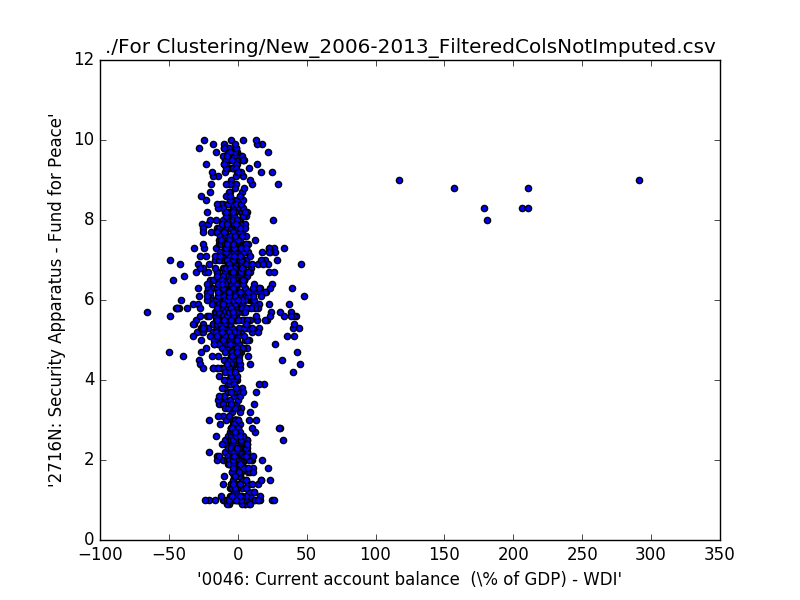 ./For Clustering/New_2006-2013_FilteredColsNotImputed.csv
'2716N: Security Apparatus - Fund for Peace'
12
10
8
6
4
2
0
−100 −50 0 50 100 150 200 250 300 350
'0046: Current account balance  (\% of GDP) - WDI'